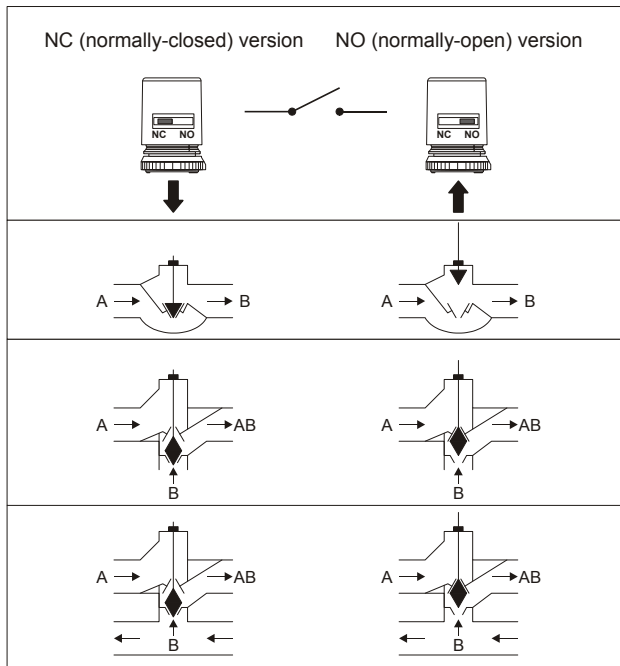 NC (normally-closed) version NO (normally-open) version
NC NO NC NO
A B A B
A AB A AB
B B
A AB A AB
B B